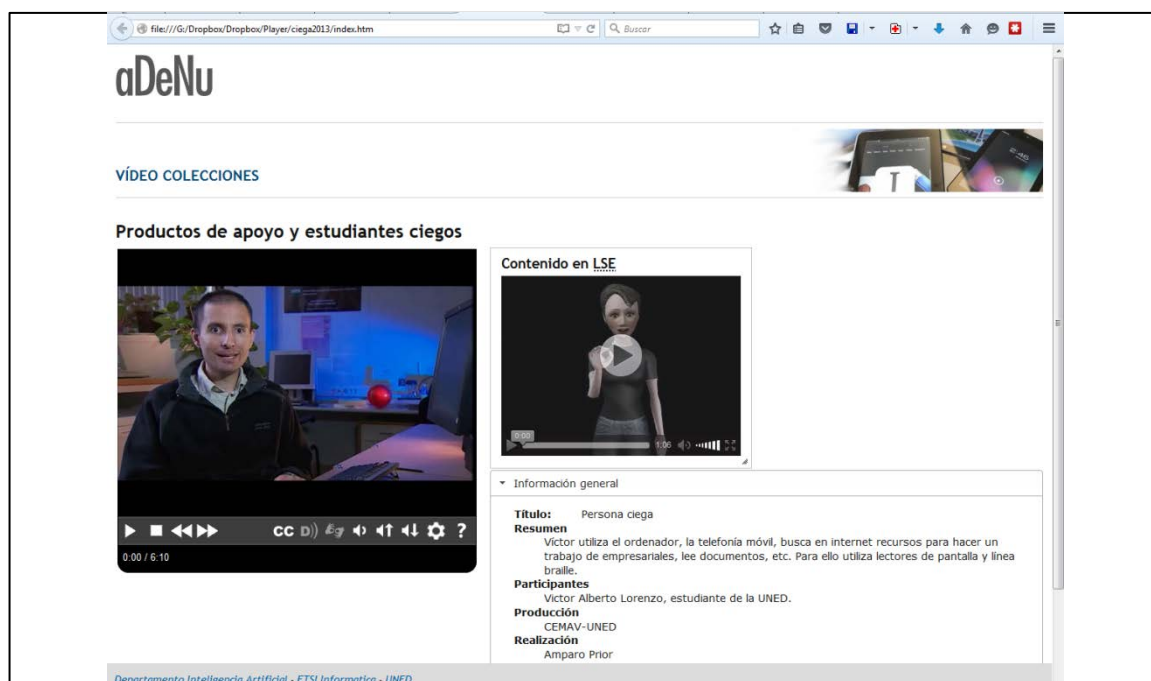 file:///G:/Dropbox/Dropbox/Player/ciega2013/index.htm
Buscar
aDeNu
VÍDEO COLECCIONES
Productos de apoyo y estudiantes ciegos
Contenido en LSE
0:00
1:06
CC D))
?
0:00 / 6:10
Información general
Título: Persona ciega
Resumen
Víctor utiliza el ordenador, la telefonía móvil, busca en internet recursos para hacer un
trabajo de empresariales, lee documentos, etc. Para ello utiliza lectores de pantalla y línea
braille.
Participantes
Victor Alberto Lorenzo, estudiante de la UNED.
Producción
CEMAV-UNED
Realización
Amparo Prior
Departamento Inteligencia Artificial - ETSI Informatica - UNED